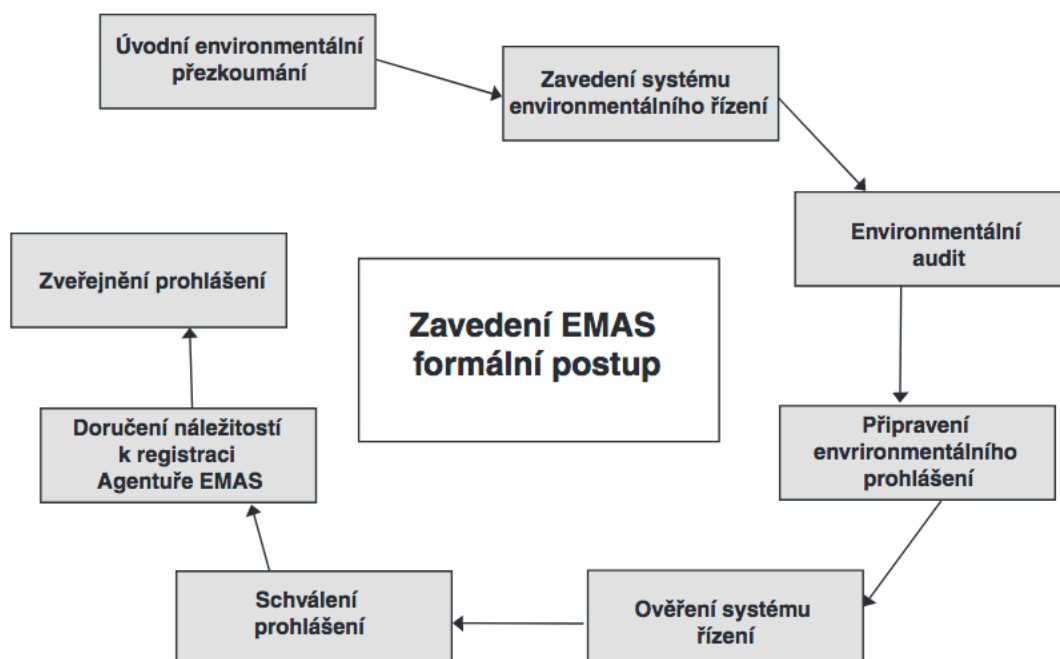 Úvodní environmentální
přezkoumání
Zavedení systému
environmentálního řízení
Environmentální
audit
Připravení
envrironmentálního
prohlášení
Ověření systému
řízení
Schválení
prohlášení
Doručení náležitostí
k registraci
Agentuře EMAS
Zveřejnění prohlášení
Zavedení EMAS
formální postup